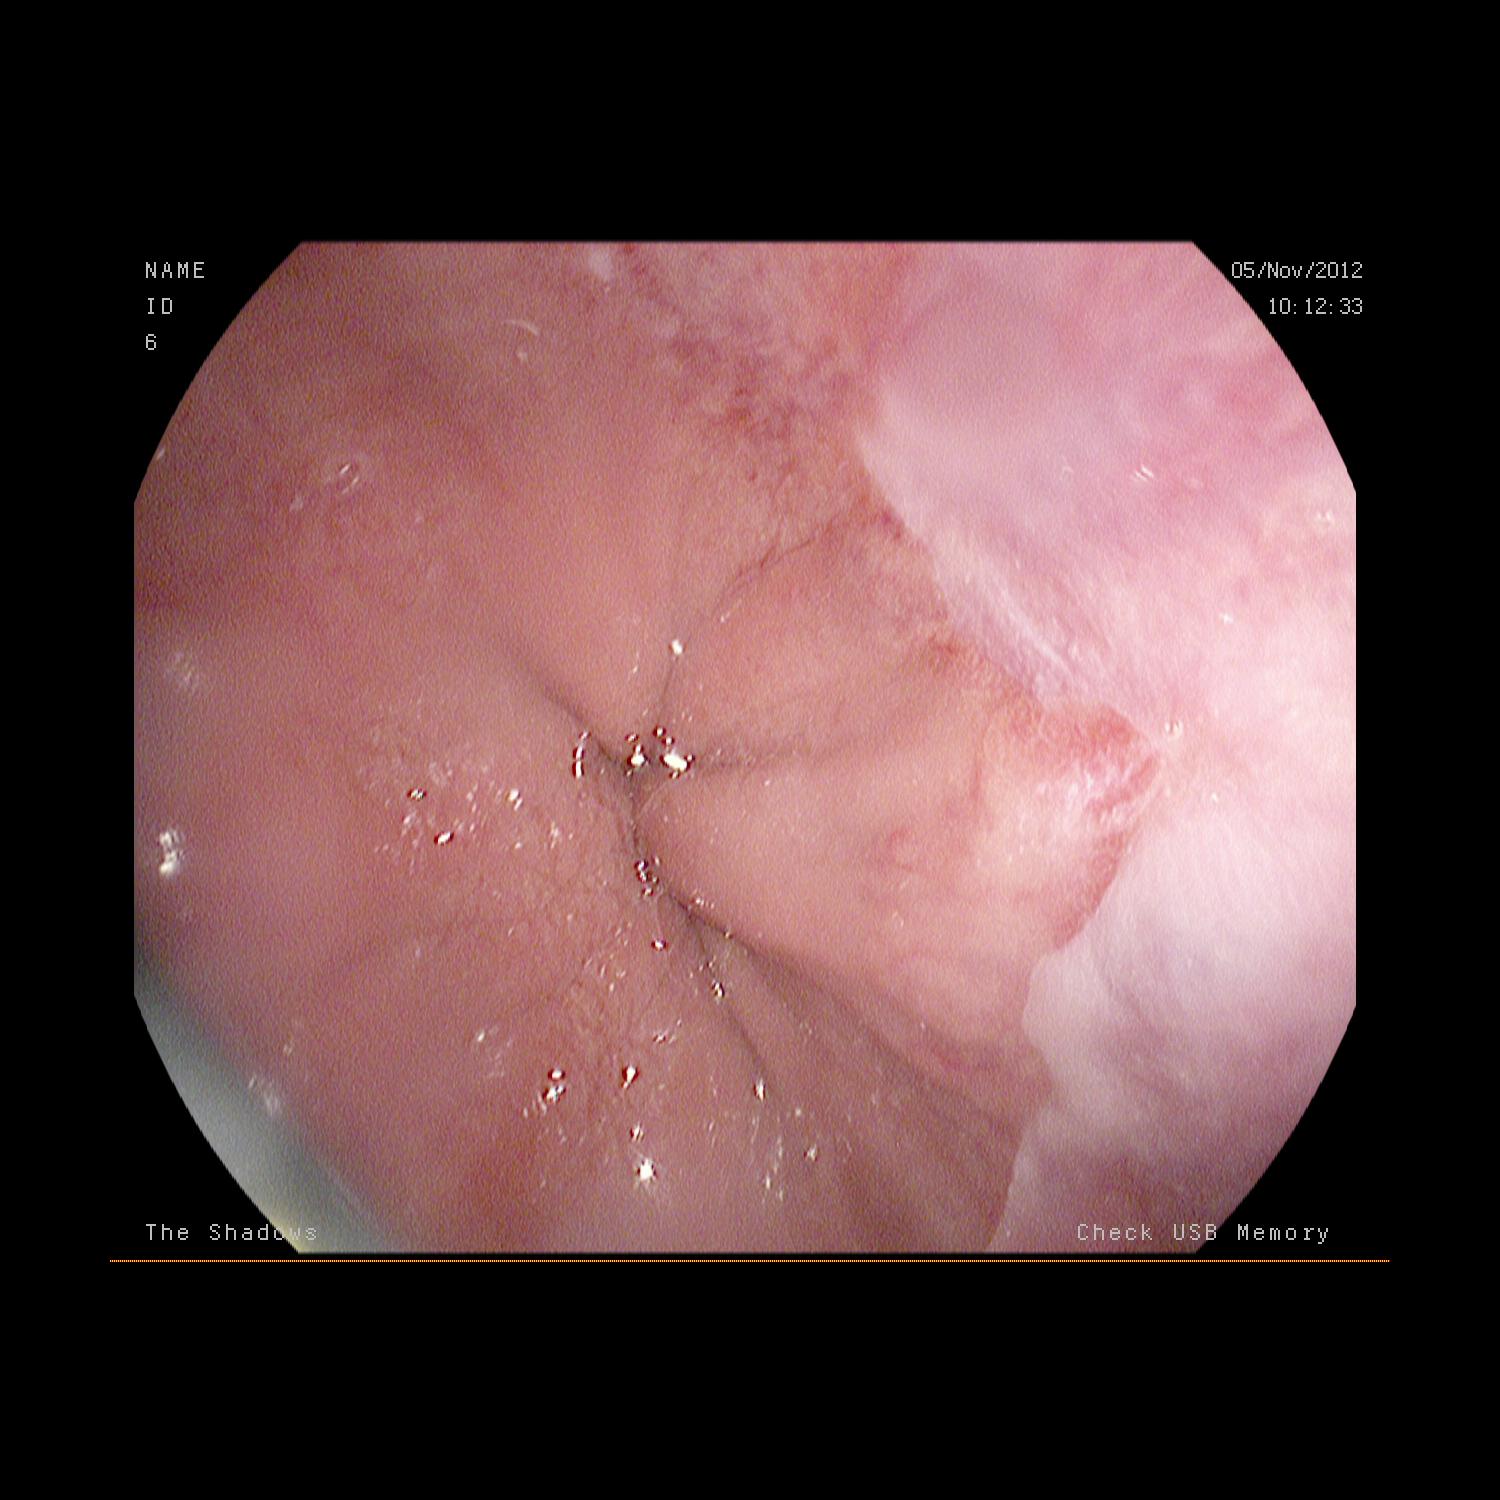 NAME
ID
6
05/Nov/2012
10:12:33
The Shadows
Check USB Memory